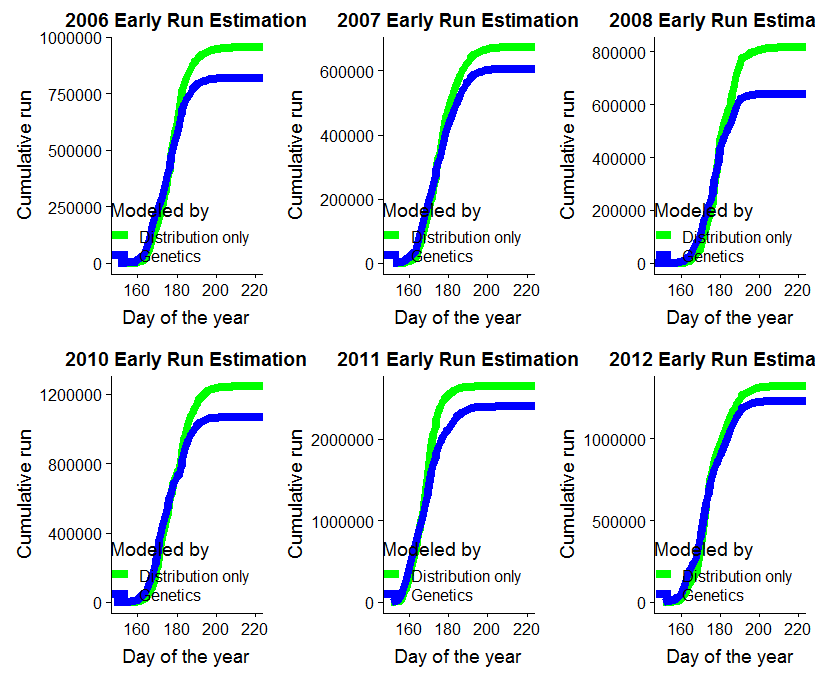 2006 Early Run Estimation
Cumulative run
1000000
750000
500000
250000
0
Modeled by
Distribution only
Genetics
160 180 200 220
Day of the year
2007 Early Run Estimation
Cumulative run
600000
400000
200000
0
Modeled by
Distribution only
Genetics
160 180 200 220
Day of the year
2008 Early Run Estima
Cumulative run
800000
600000
400000
200000
0
Modeled by
Distribution only
Genetics
160 180 200 220
Day of the year
2010 Early Run Estimation
Cumulative run
1200000
800000
400000
0
Modeled by
Distribution only
Genetics
160 180 200 220
Day of the year
2011 Early Run Estimation
Cumulative run
2000000
1000000
0
Modeled by
Distribution only
Genetics
160 180 200 220
Day of the year
2012 Early Run Estima
Cumulative run
1000000
500000
0
Modeled by
Distribution only
Genetics
160 180 200 220
Day of the year